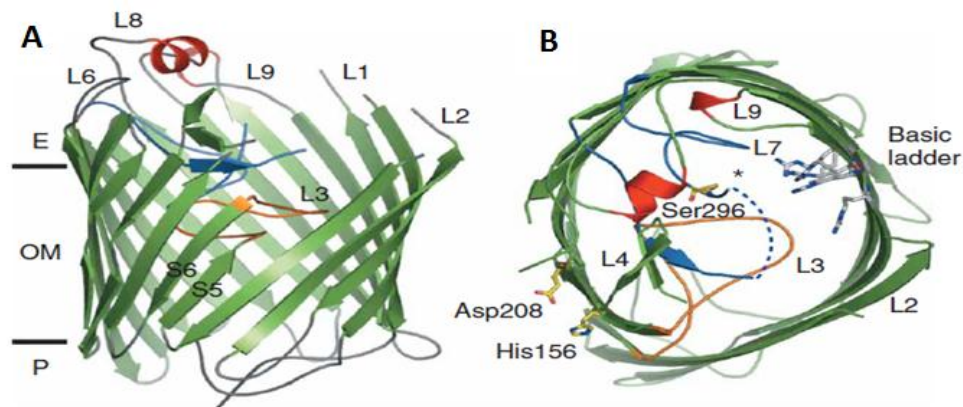 A
L8
L6
L9
L1
L2
E
L3
OM
S6
S5
P
B
L9
L7
Basic
ladder
*
Ser296
L4
L3
Asp208
L2
His156